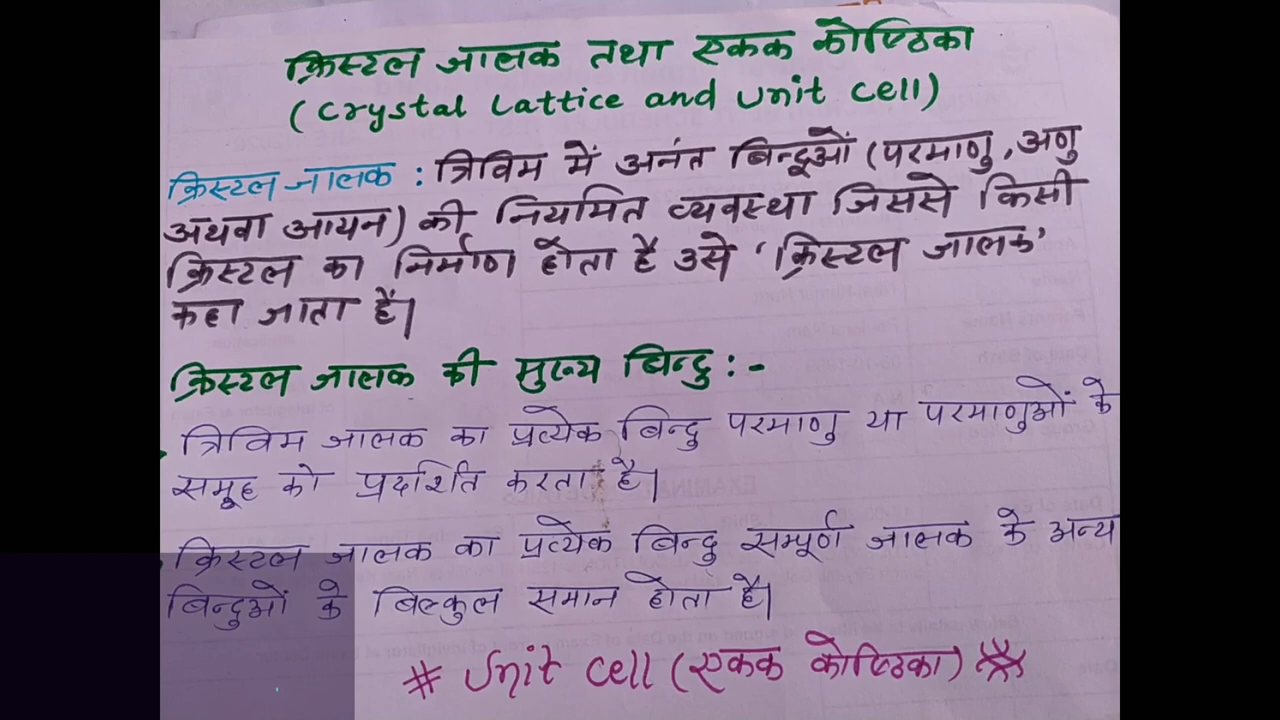 क्रिस्टल जालक तथा एकक कोष्ठिका
(Crystal Lattice and Unit Cell)
क्रिस्टल जालक : त्रिविम में अनंत बिन्दूओं (परमाणु, अणु
अथवा आयन) की नियमित व्यवस्था जिससे किसी
क्रिस्टल का निर्माण होता है उसे 'क्रिस्टल जालक'
कहा जाता है।
क्रिस्टल जालक की मुख्य बिन्दु :-
त्रिविम जालक का प्रत्येक बिन्दु परमाणु या परमाणुओं के
समूह को प्रदर्शित करता है।
क्रिस्टल जालक का प्रत्येक बिन्दु सम्पूर्ण जालक के अन्य
बिन्दुओं के बिल्कुल समान होता है।
# Unit Cell (एकक कोष्ठिका)